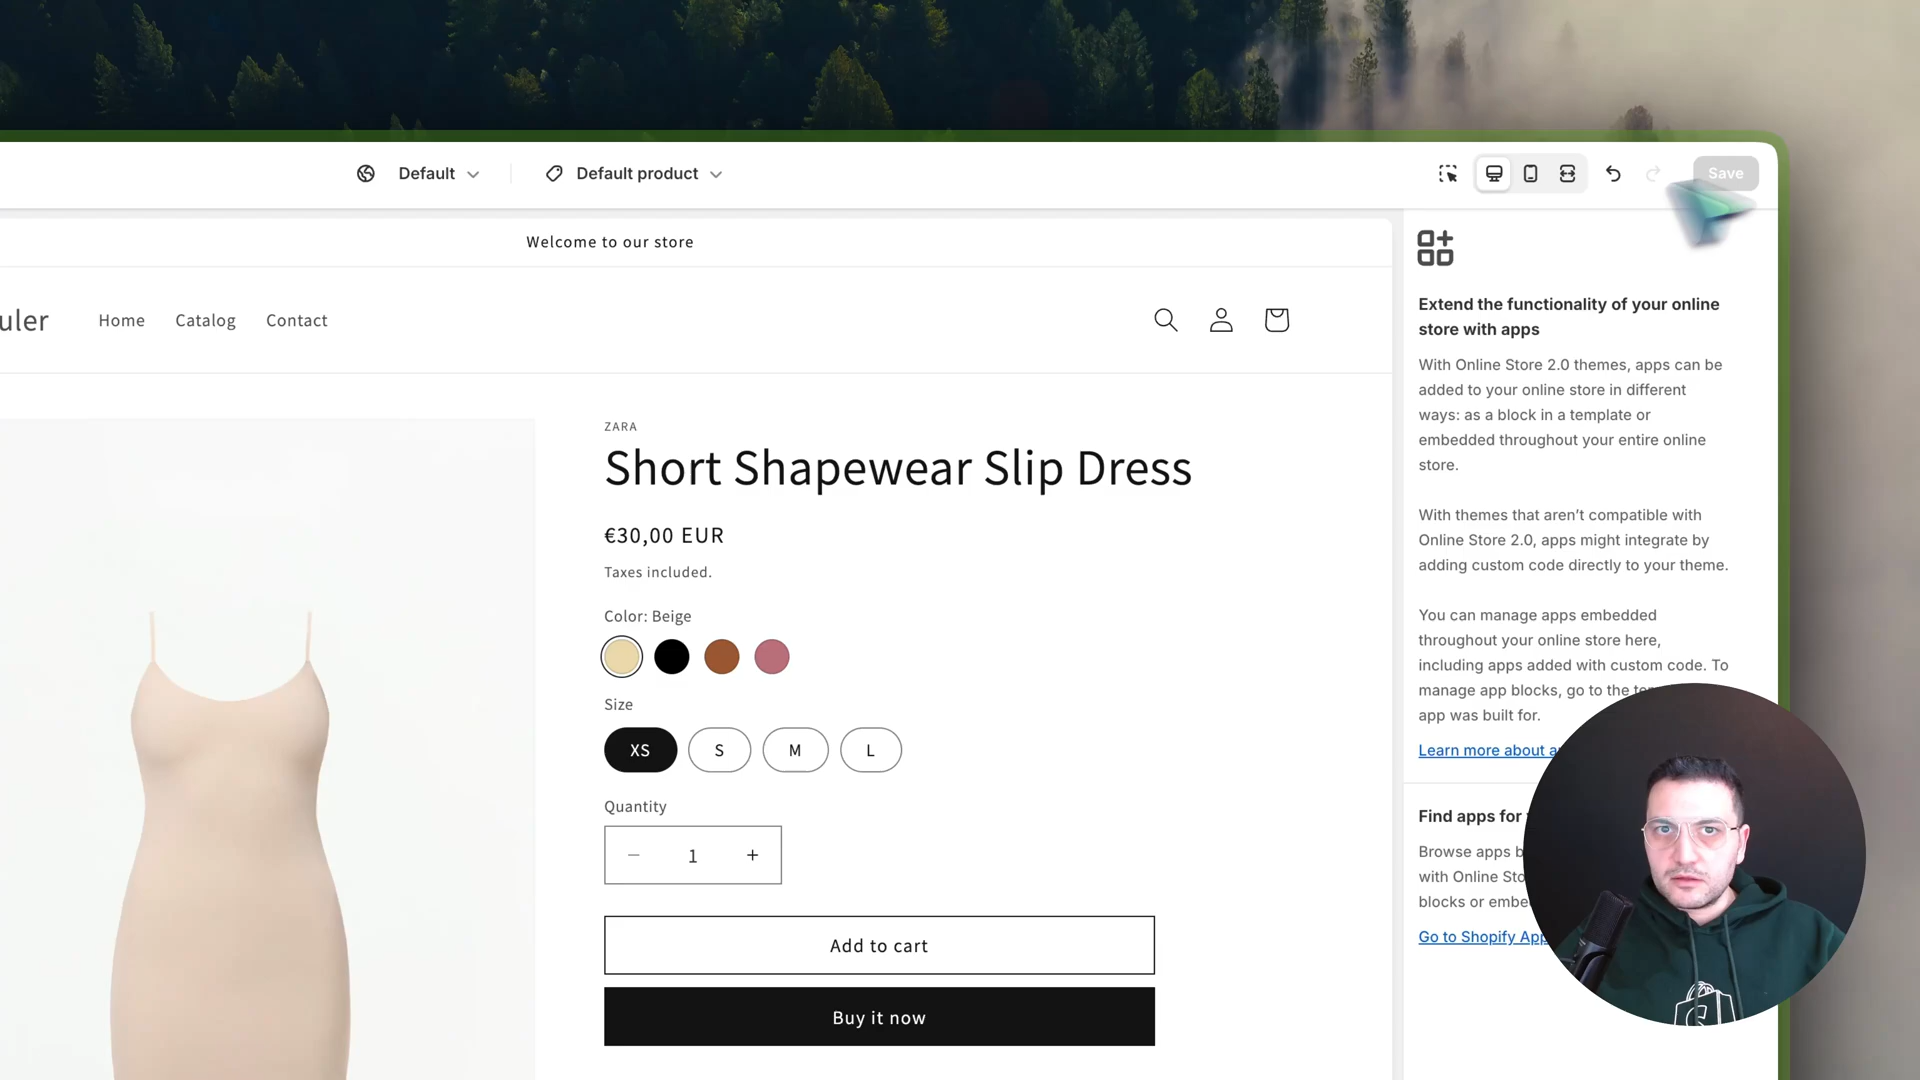 Default
Default product
Save
Welcome to our store
uler
Home
Catalog
Contact
ZARA
Short Shapewear Slip Dress
€30,00 EUR
Taxes included.
Color: Beige
Size
XS
S
M
L
Quantity
1
Add to cart
Buy it now
Extend the functionality of your online
store with apps
With Online Store 2.0 themes, apps can be
added to your online store in different
ways: as a block in a template or
embedded throughout your entire online
store.
With themes that aren't compatible with
Online Store 2.0, apps might integrate by
adding custom code directly to your theme.
You can manage apps embedded
throughout your online store here,
including apps added with custom code. To
manage app blocks, go to the
app was built for.
Learn more about
Find apps for
Browse apps
with Online
blocks or
Go to Shopify App